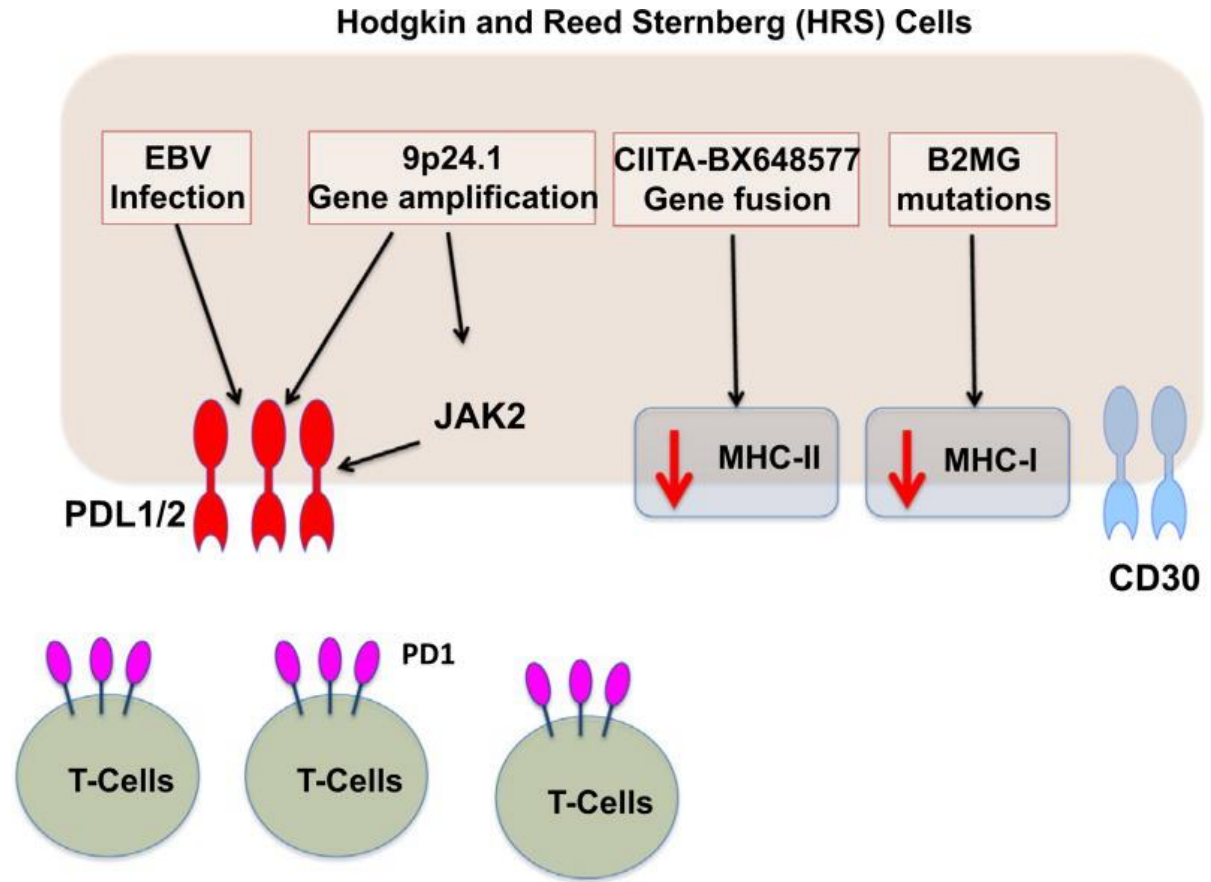 Hodgkin and Reed Sternberg (HRS) Cells
EBV
Infection
9p24.1
Gene amplification
CIITA-BX648577
Gene fusion
B2MG
mutations
JAK2
MHC-II
MHC-I
PDL1/2
CD30
PD1
T-Cells
T-Cells
T-Cells